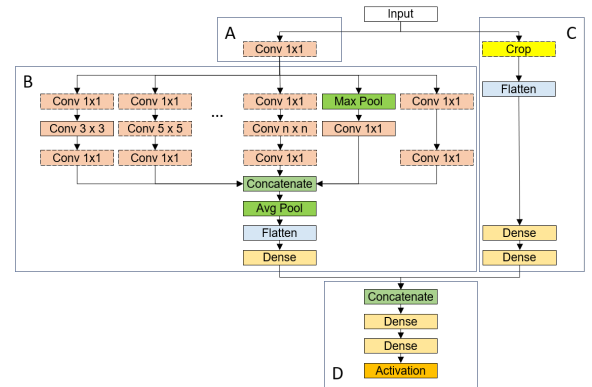 Input
A
Conv 1x1
C
Crop
Flatten
Dense
Dense
B
Conv 1x1
Conv 1x1
...
Conv 1x1
Max Pool
Conv 1x1
Conv 3 x 3
Conv 5 x 5
Conv n x n
Conv 1x1
Conv 1x1
Conv 1x1
Conv 1x1
Conv 1x1
Concatenate
Avg Pool
Flatten
Dense
Concatenate
Dense
Dense
Activation
D